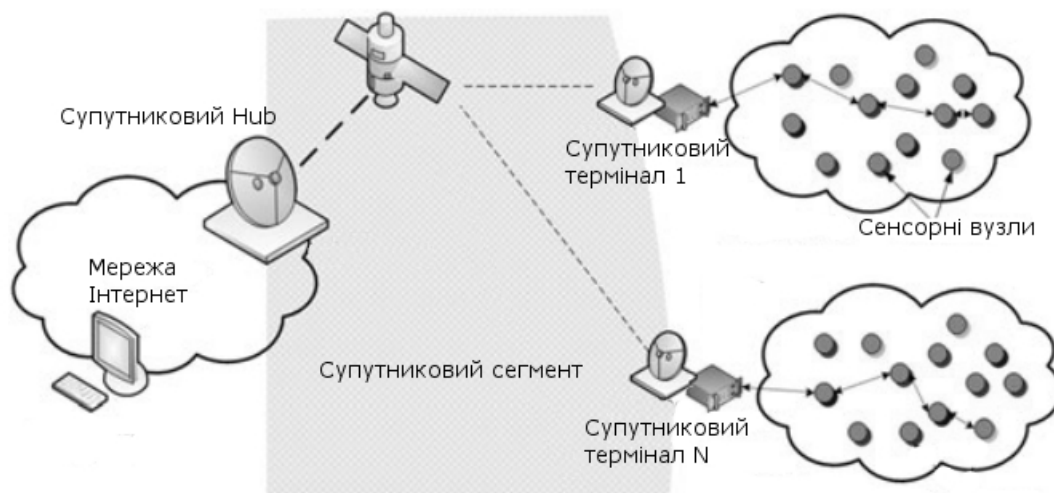 Супутниковий Hub
Супутниковий
термінал 1
Сенсорні вузли
Мережа
Інтернет
Супутниковий сегмент
Супутниковий
термінал N